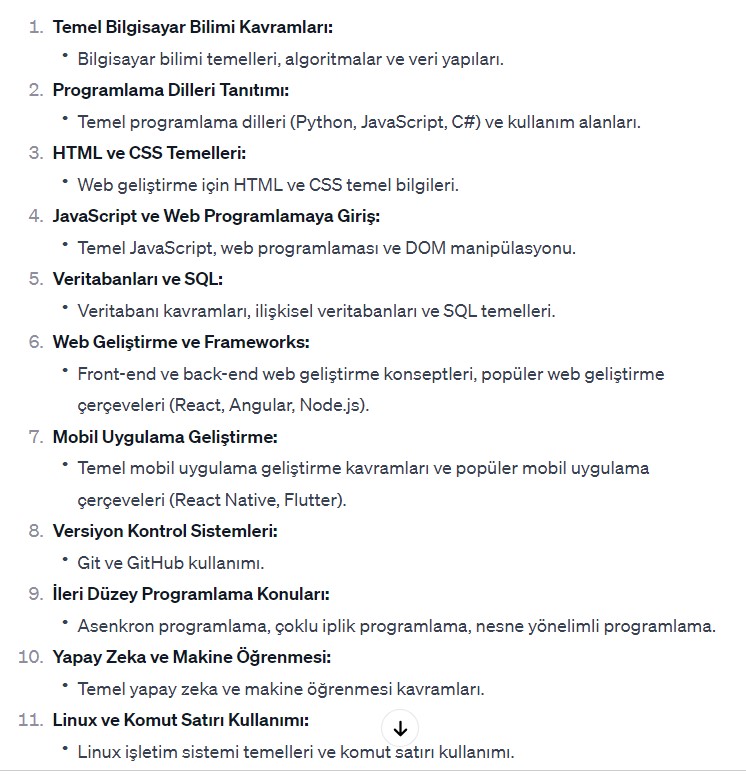 1. Temel Bilgisayar Bilimi Kavramları:
• Bilgisayar bilimi temelleri, algoritmalar ve veri yapıları.
2. Programlama Dilleri Tanıtımı:
• Temel programlama dilleri (Python, JavaScript, C#) ve kullanım alanları.
3. HTML ve CSS Temelleri:
• Web geliştirme için HTML ve CSS temel bilgileri.
4. JavaScript ve Web Programlamaya Giriş:
• Temel JavaScript, web programlaması ve DOM manipülasyonu.
5. Veritabanları ve SQL:
• Veritabanı kavramları, ilişkisel veritabanları ve SQL temelleri.
6. Web Geliştirme ve Frameworks:
• Front-end ve back-end web geliştirme konseptleri, popüler web geliştirme
çerçeveleri (React, Angular, Node.js).
7. Mobil Uygulama Geliştirme:
• Temel mobil uygulama geliştirme kavramları ve popüler mobil uygulama
çerçeveleri (React Native, Flutter).
8. Versiyon Kontrol Sistemleri:
• Git ve GitHub kullanımı.
9. İleri Düzey Programlama Konuları:
• Asenkron programlama, çoklu iplik programlama, nesne yönelimli programlama.
10. Yapay Zeka ve Makine Öğrenmesi:
• Temel yapay zeka ve makine öğrenmesi kavramları.
11. Linux ve Komut Satırı Kullanımı:
• Linux işletim sistemi temelleri ve komut satırı kullanımı.